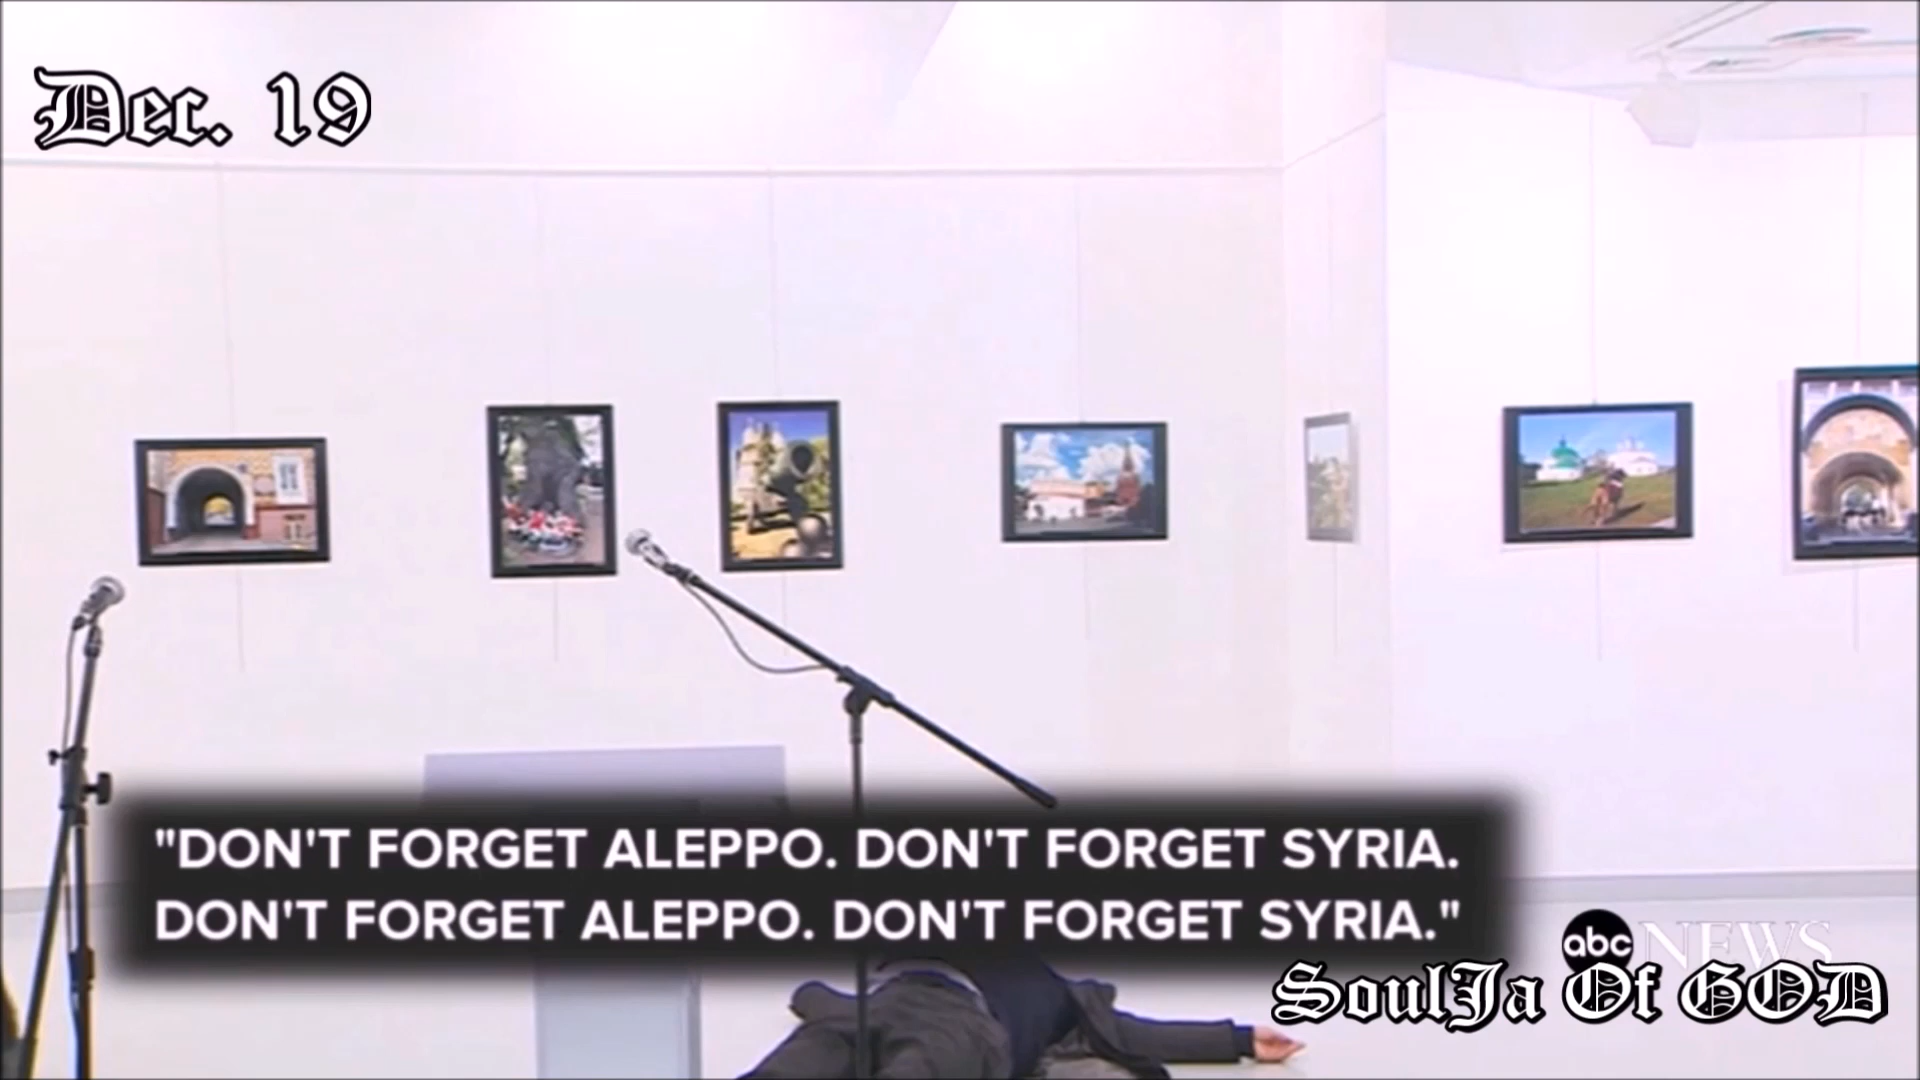 Dec. 19
"DON'T FORGET ALEPPO. DON'T FORGET SYRIA.
DON'T FORGET ALEPPO. DON'T FORGET SYRIA."
abc NEWS
SoulJa Of GOD